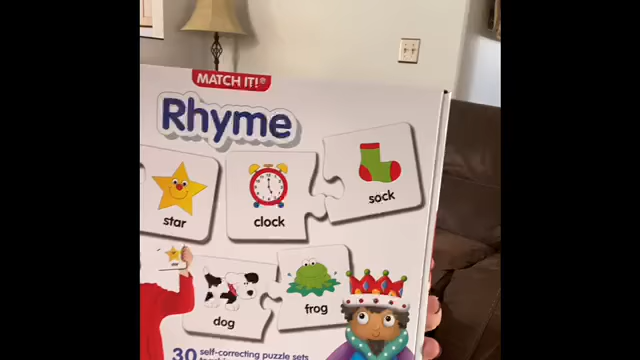 MATCH IT!®
Rhyme
star
clock
sock
dog
frog
30 self-correcting puzzle sets